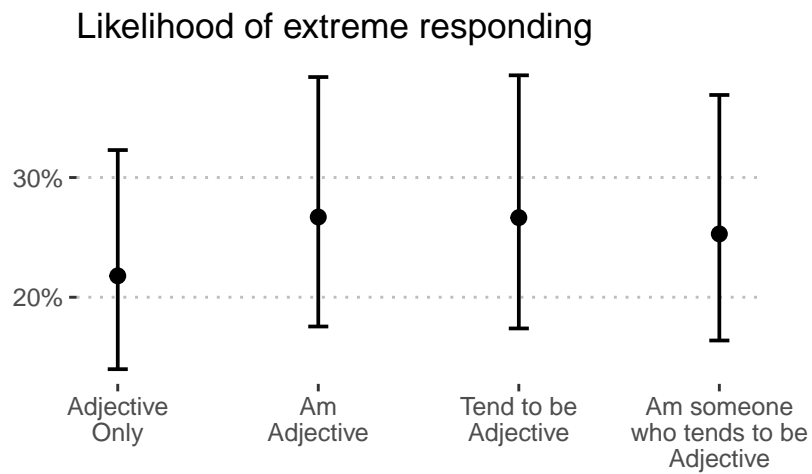 Likelihood of extreme responding
30%
20%
Adjective
Only
Am
Adjective
Tend to be
Adjective
Am someone
who tends to be
Adjective